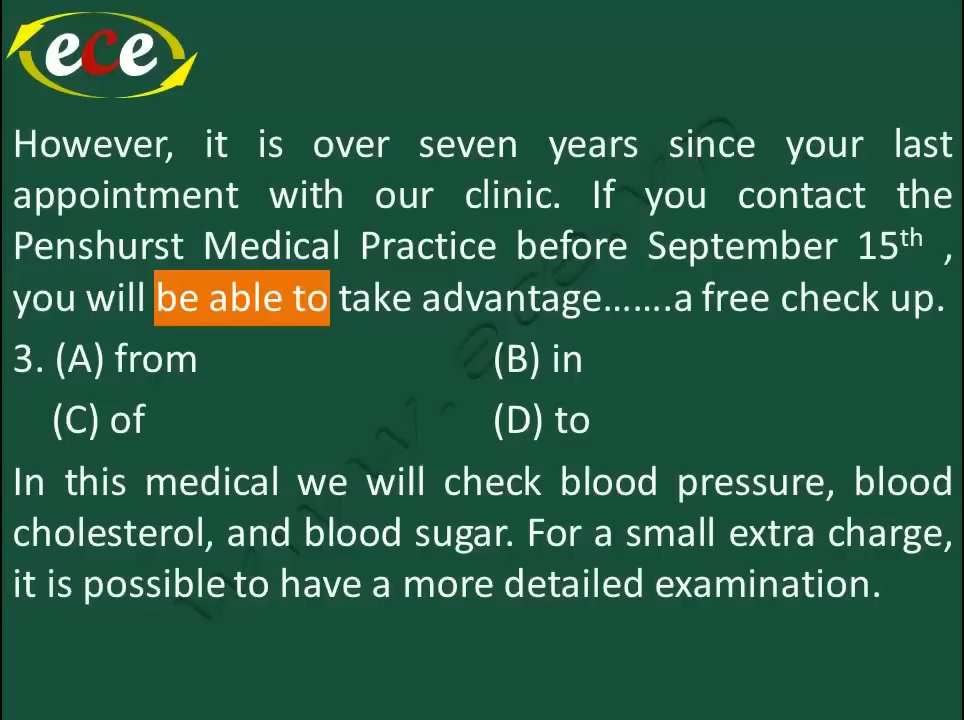 ece
However, it is over seven years since your last
appointment with our clinic. If you contact the
Penshurst Medical Practice before September 15th ,
you will be able to take advantage.......a free check up.
3. (A) from (B) in
(C) of (D) to
In this medical we will check blood pressure, blood
cholesterol, and blood sugar. For a small extra charge,
it is possible to have a more detailed examination.